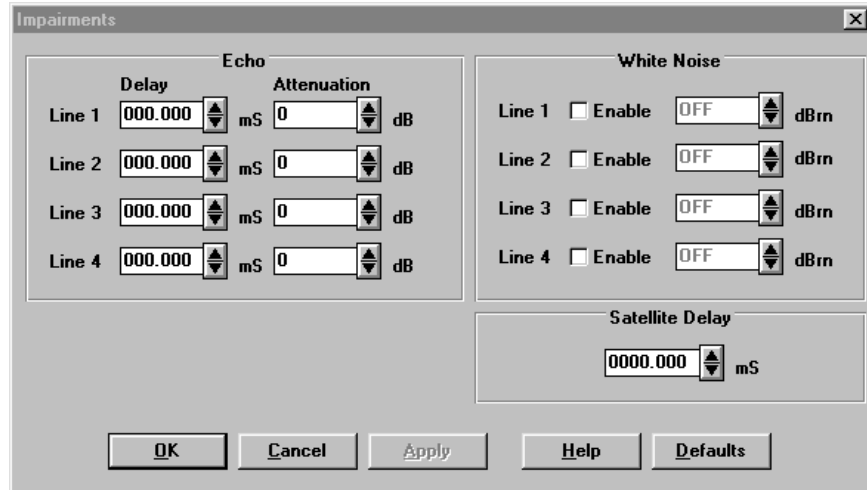 Impairments
Echo
Delay Attenuation
Line 1 000.000 mS 0 dB
Line 2 000.000 mS 0 dB
Line 3 000.000 mS 0 dB
Line 4 000.000 mS 0 dB
White Noise
Line 1 Enable OFF dBrn
Line 2 Enable OFF dBrn
Line 3 Enable OFF dBrn
Line 4 Enable OFF dBrn
Satellite Delay
0000.000 mS
OK Cancel Apply Help Defaults